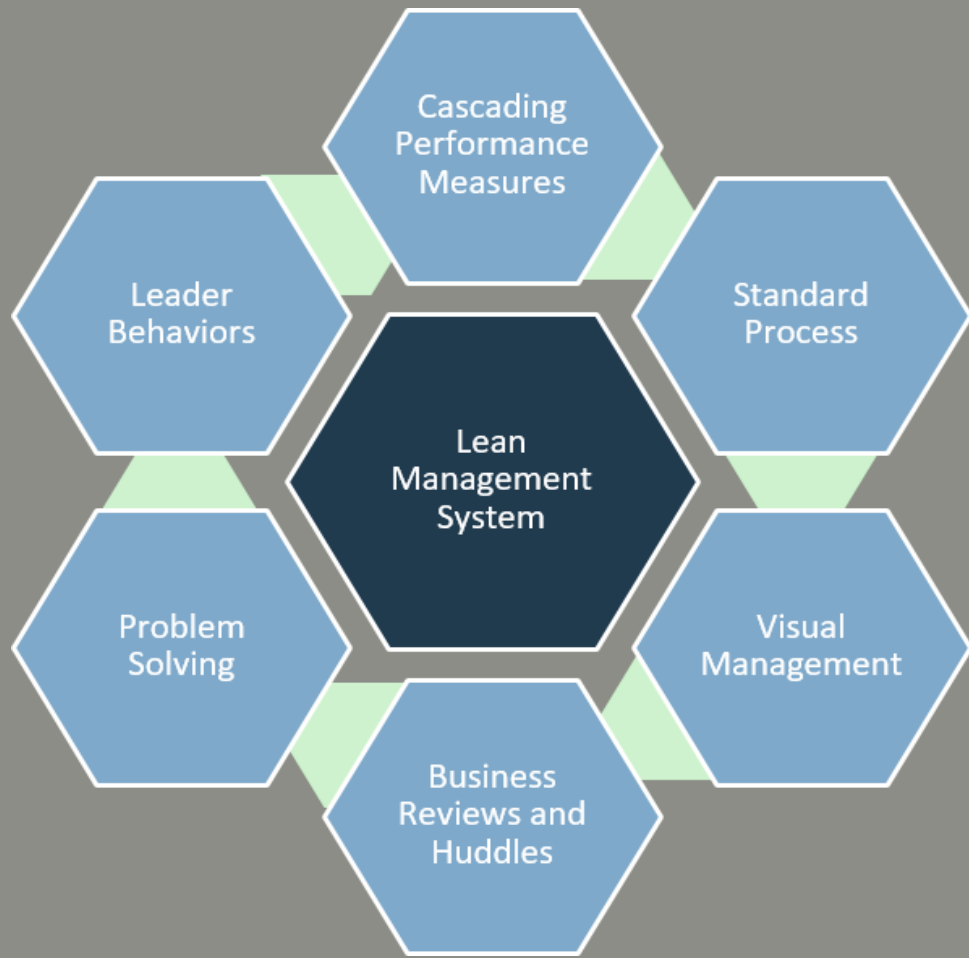 Cascading
Performance
Measures
Leader
Behaviors
Standard
Process
Lean
Management
System
Problem
Solving
Visual
Management
Business
Reviews and
Huddles